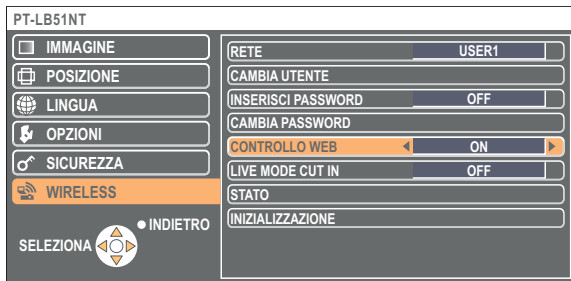 PT-LB51NT
IMMAGINE
POSIZIONE
LINGUA
OPZIONI
SICUREZZA
WIRELESS
INDIETRO
SELEZIONA
RETE USER1
CAMBIA UTENTE
INSERISCI PASSWORD OFF
CAMBIA PASSWORD
CONTROLLO WEB ON
LIVE MODE CUT IN OFF
STATO
INIZIALIZZAZIONE